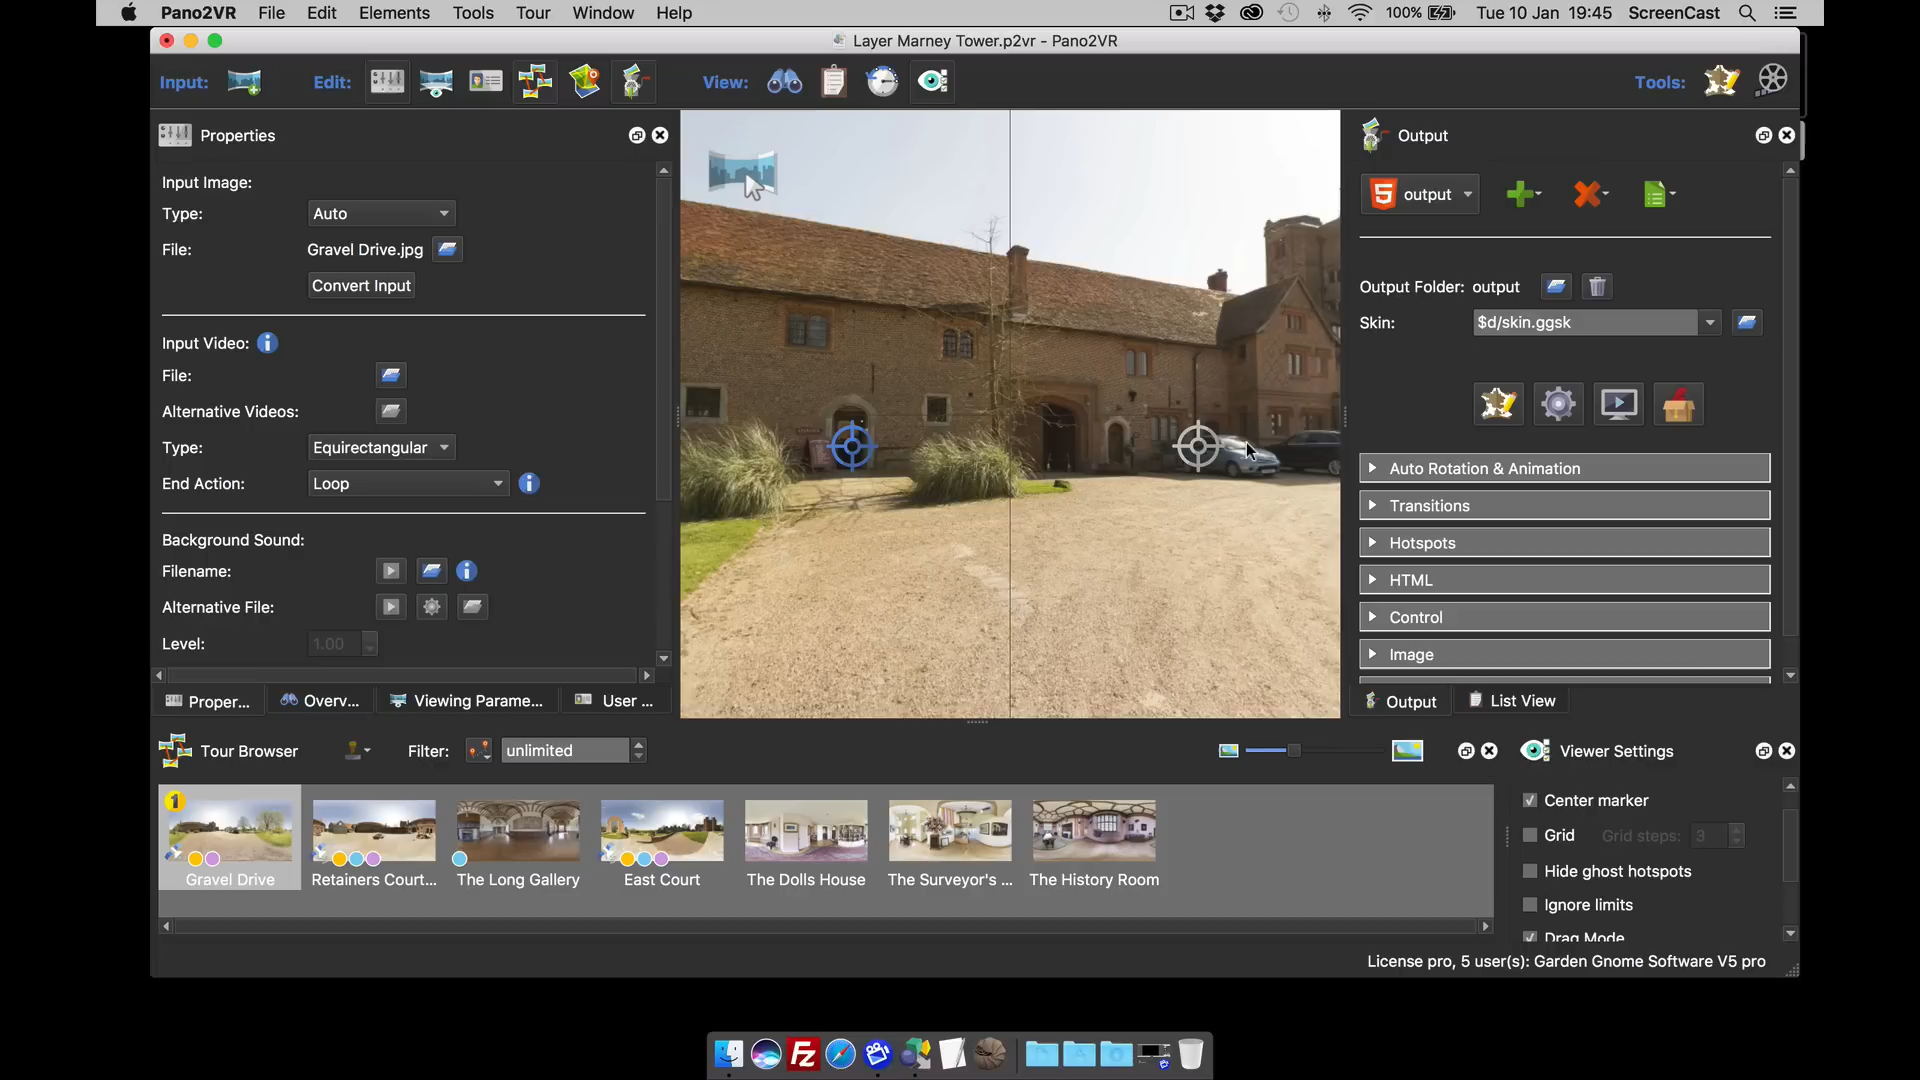 Pano2VR File Edit Elements Tools Tour Window Help 100% Tue 10 Jan 19:45 ScreenCast
Layer Marney Tower.p2vr - Pano2VR
Input: Edit: View: Tools:
Properties
Input Image:
Type: Auto
File: Gravel Drive.jpg
Convert Input
Input Video:
File:
Alternative Videos:
Type: Equirectangular
End Action: Loop
Background Sound:
Filename:
Alternative File:
Level: 1.00
Proper... Overv... Viewing Parame... User ...
Output
5 output
Output Folder: output
Skin: $d/skin.ggsk
Auto Rotation & Animation
Transitions
Hotspots
HTML
Control
Image
Output List View
Tour Browser Filter: unlimited
1
Gravel Drive Retainers Court... The Long Gallery East Court The Dolls House The Surveyor's ... The History Room
Viewer Settings
Center marker
Grid Grid steps: 3
Hide ghost hotspots
Ignore limits
Drag Mode
License pro, 5 user(s): Garden Gnome Software V5 pro
Fz